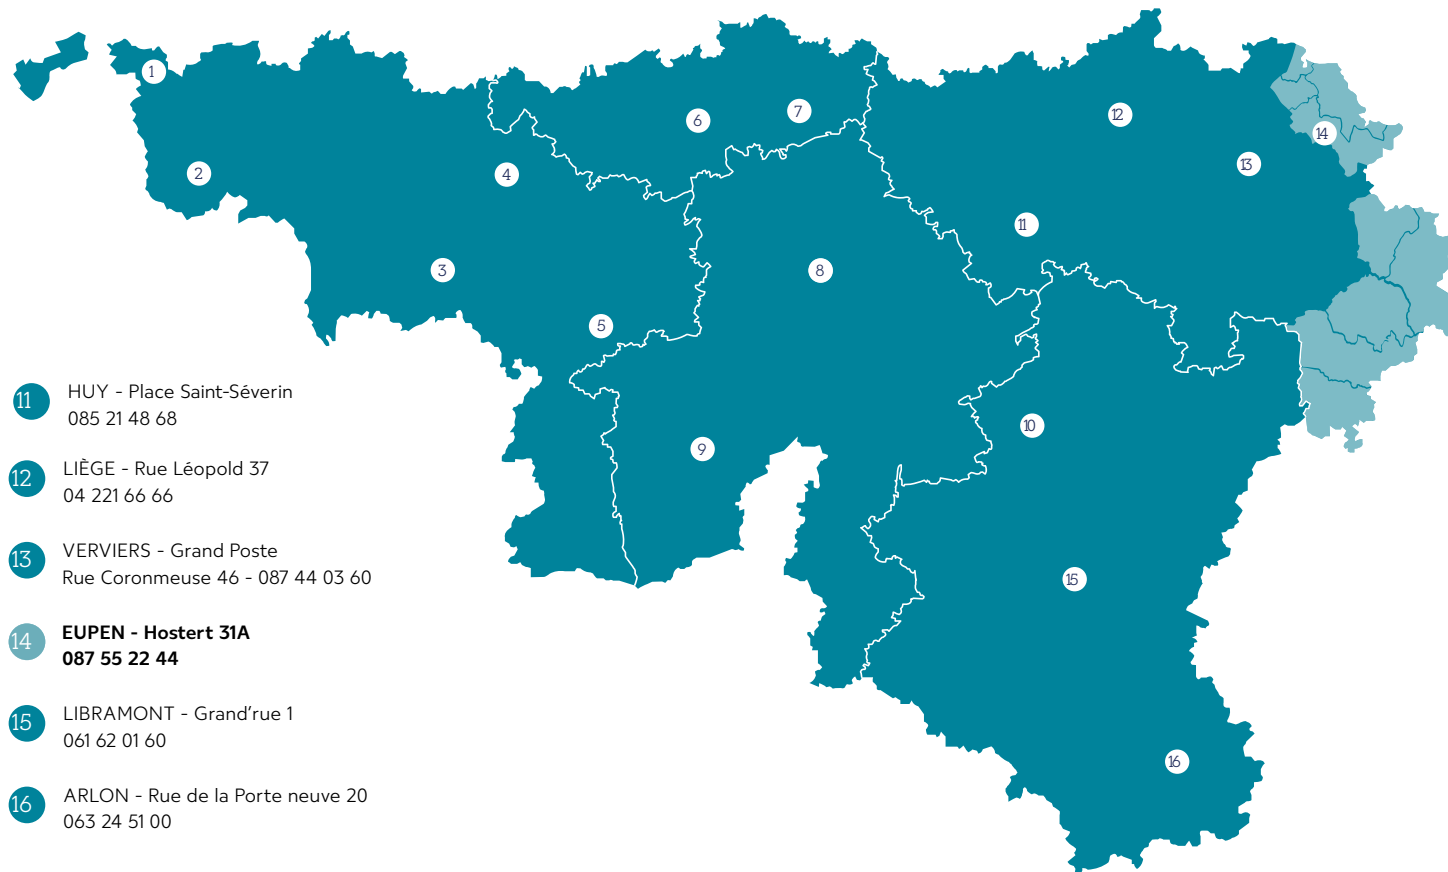 1
2
3
4
5
6
7
8
9
10
11
12
13
14
15
16
11 HUY - Place Saint-Séverin
085 21 48 68
12 LIÈGE - Rue Léopold 37
04 221 66 66
13 VERVIERS - Grand Poste
Rue Coronmeuse 46 - 087 44 03 60
14 EUPEN - Hostert 31A
087 55 22 44
15 LIBRAMONT - Grand'rue 1
061 62 01 60
16 ARLON - Rue de la Porte neuve 20
063 24 51 00